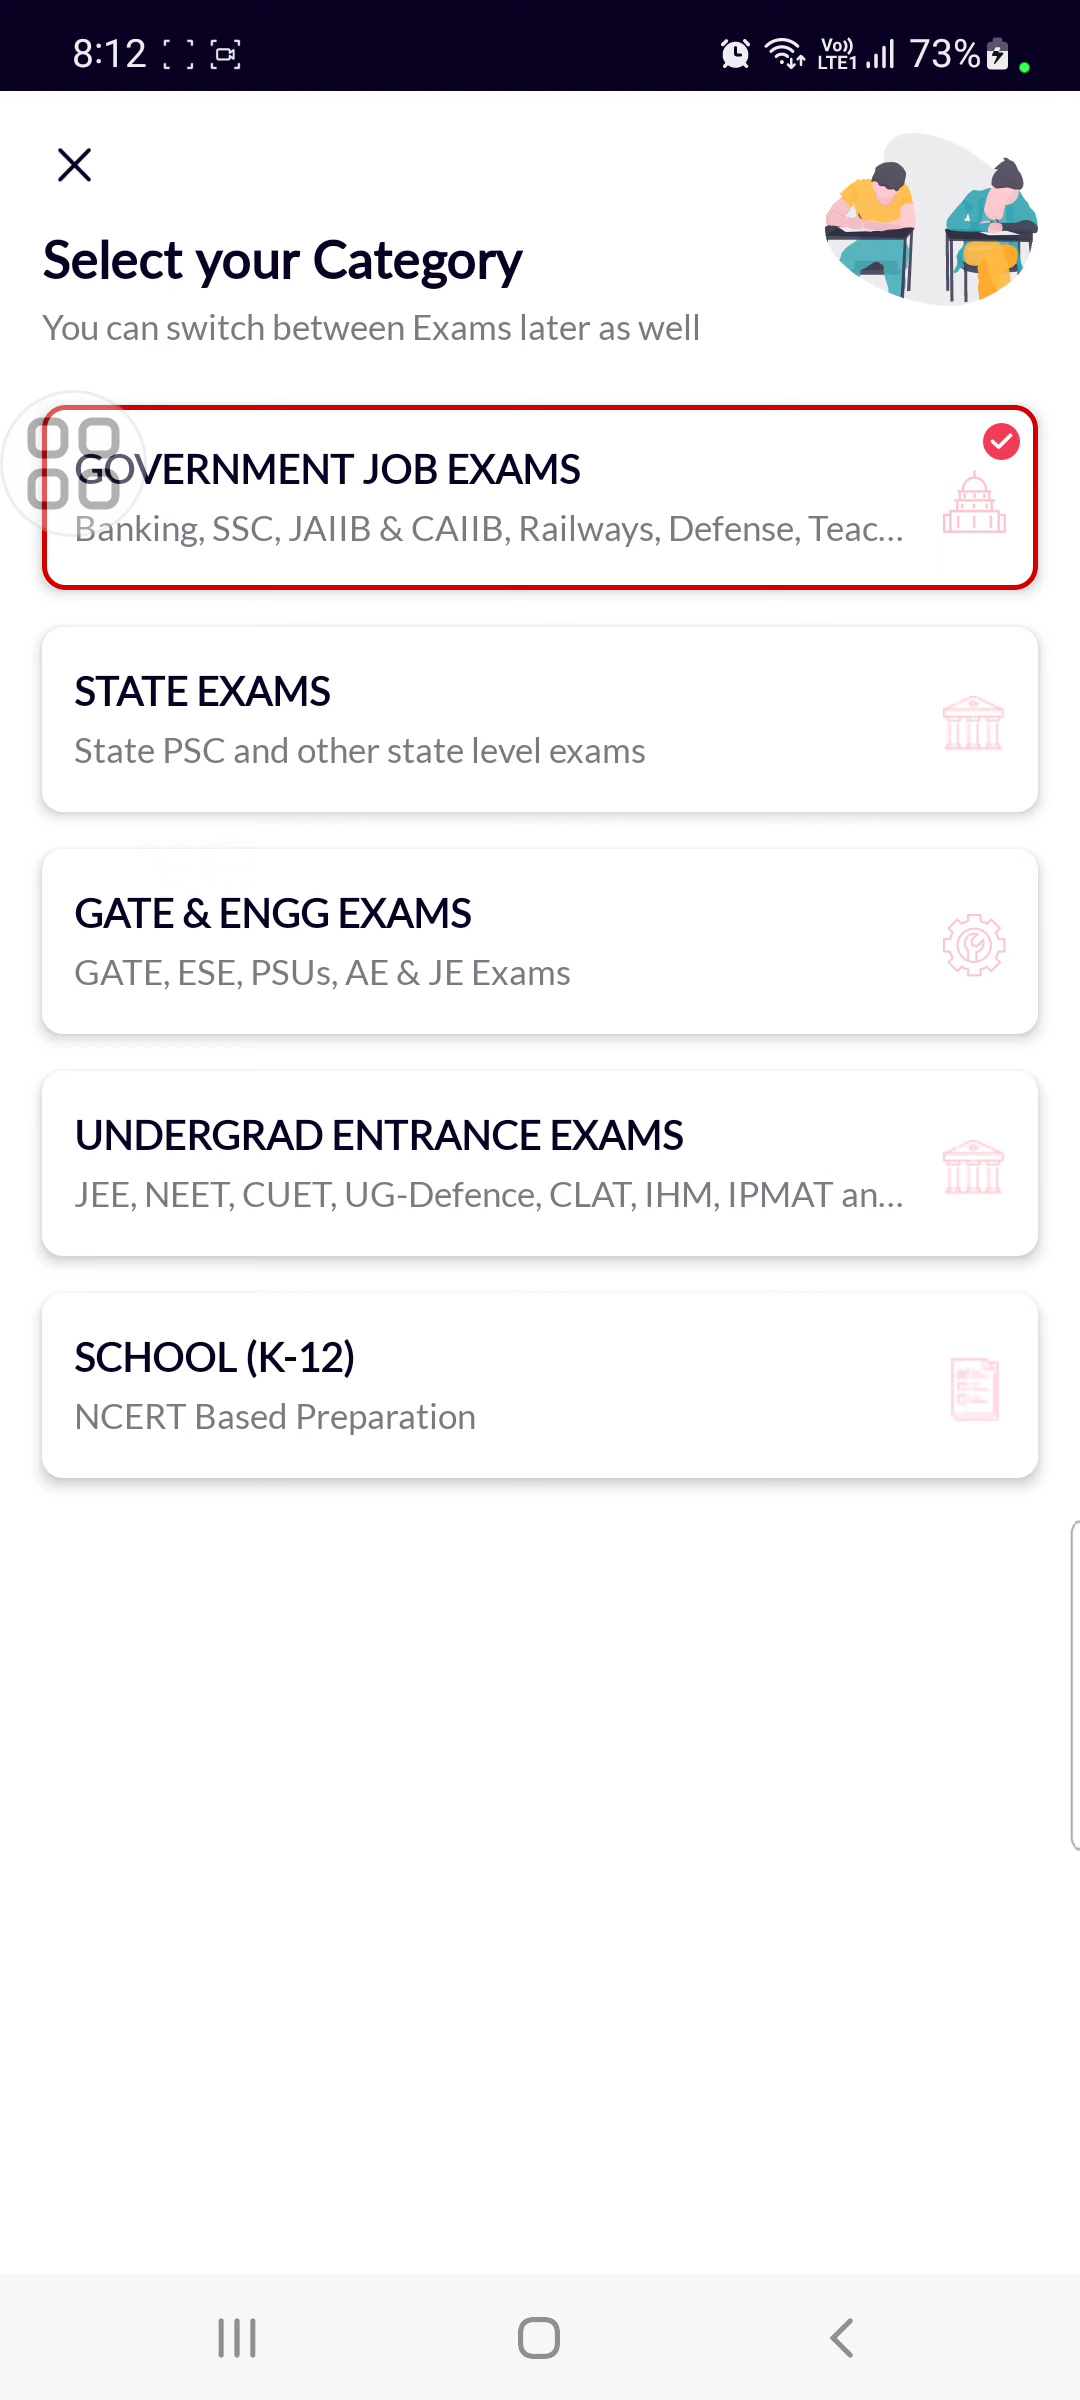 8:12
Vo)) LTE1 73%
Select your Category
You can switch between Exams later as well
GOVERNMENT JOB EXAMS
Banking, SSC, JAIIB & CAIIB, Railways, Defense, Teac...
STATE EXAMS
State PSC and other state level exams
GATE & ENGG EXAMS
GATE, ESE, PSUs, AE & JE Exams
UNDERGRAD ENTRANCE EXAMS
JEE, NEET, CUET, UG-Defence, CLAT, IHM, IPMAT an...
SCHOOL (K-12)
NCERT Based Preparation